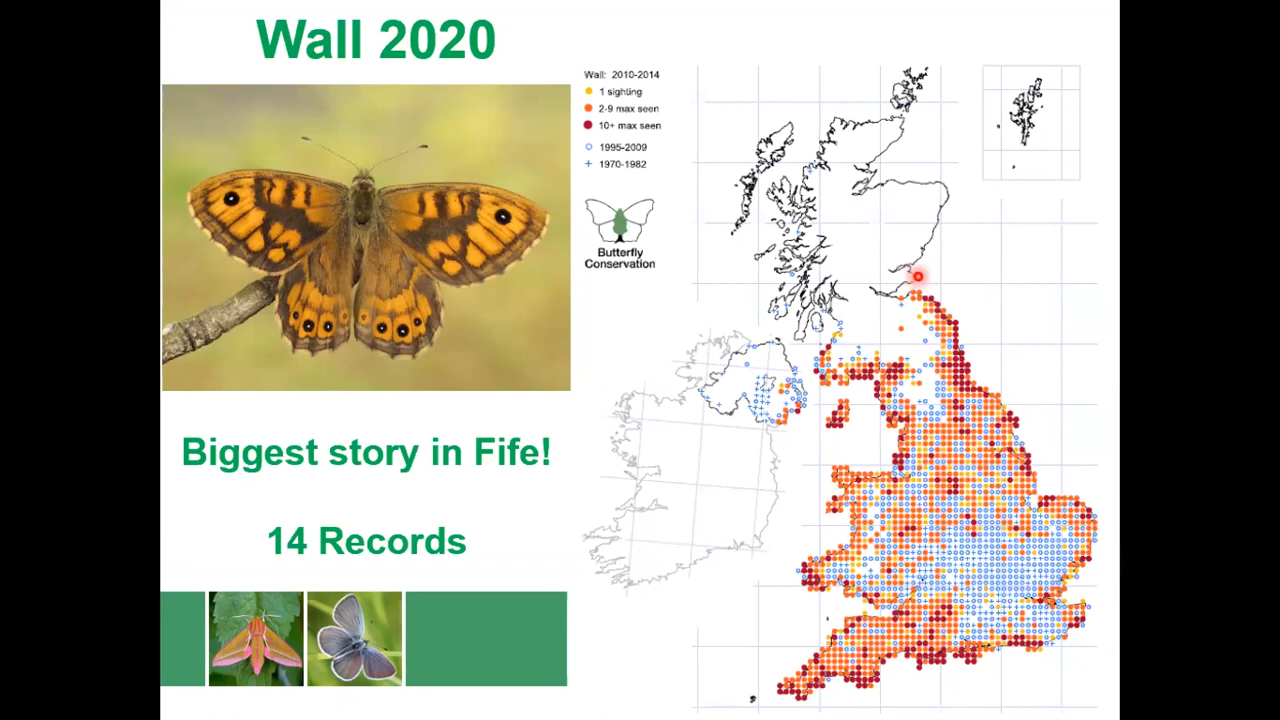 Wall 2020
Wall: 2010-2014
1 sighting
2-9 max seen
10+ max seen
1995-2009
1970-1982
Butterfly
Conservation
Biggest story in Fife!
14 Records